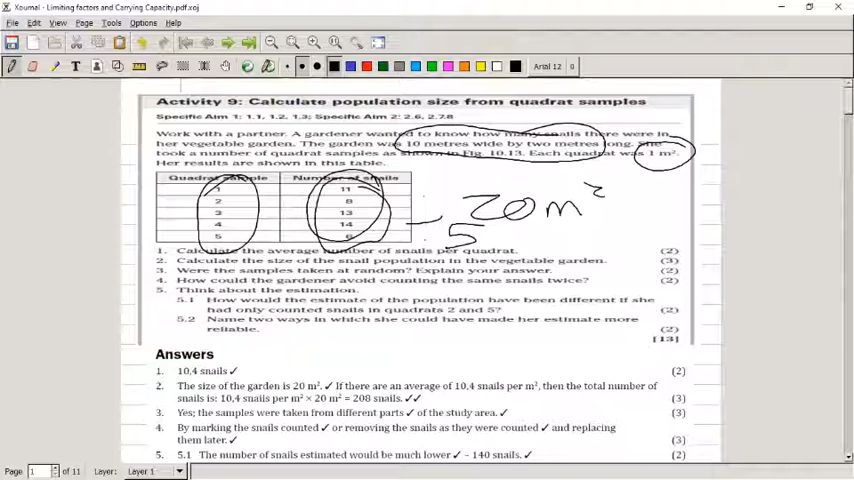 Xournal - Limiting factors and Carrying Capacity.pdf.xoj
File Edit View Page Tools Options Help
Arial 12 0
Activity 9: Calculate population size from quadrat samples
Specific Aim 1: 1.1, 1.2, 1.3; Specific Aim 2: 2.6, 2.7.8
Work with a partner. A gardener wanted to know how many snails there were in
her vegetable garden. The garden was 10 metres wide by two metres long. She
took a number of quadrat samples as shown in Fig. 10.13. Each quadrat was 1 m².
Her results are shown in this table.
Quadrat sample Number of snails
1 11
2 8
3 13
4 14
5 6
20 m²
5
1. Calculate the average number of snails per quadrat. (2)
2. Calculate the size of the snail population in the vegetable garden. (3)
3. Were the samples taken at random? Explain your answer. (2)
4. How could the gardener avoid counting the same snails twice? (2)
5. Think about the estimation.
5.1 How would the estimate of the population have been different if she
had only counted snails in quadrats 2 and 5? (2)
5.2 Name two ways in which she could have made her estimate more
reliable. (2)
[13]
Answers
1. 10,4 snails ✓ (2)
2. The size of the garden is 20 m². ✓ If there are an average of 10,4 snails per m², then the total number of
snails is: 10,4 snails per m² × 20 m² = 208 snails. ✓✓ (3)
3. Yes; the samples were taken from different parts ✓ of the study area. ✓ (3)
4. By marking the snails counted ✓ or removing the snails as they were counted ✓ and replacing
them later. ✓ (3)
5. 5.1 The number of snails estimated would be much lower ✓ – 140 snails. ✓ (2)
Page 1 of 11 Layer: Layer 1